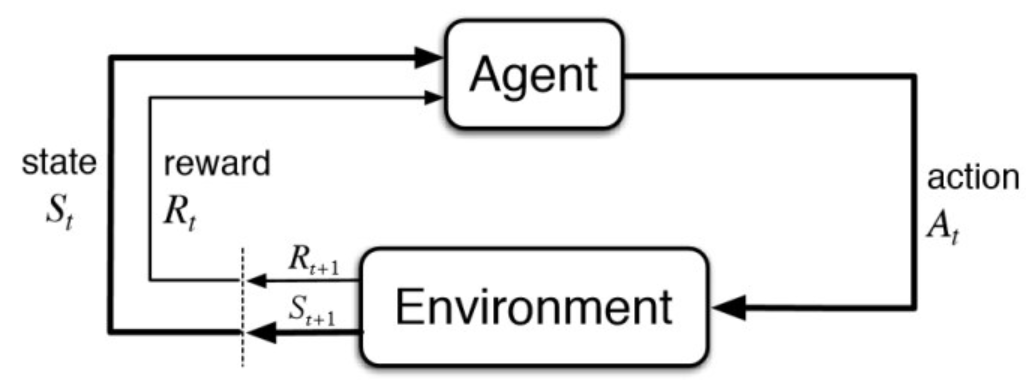 Agent
state
S_t
reward
R_t
action
A_t
R_{t+1}
S_{t+1}
Environment